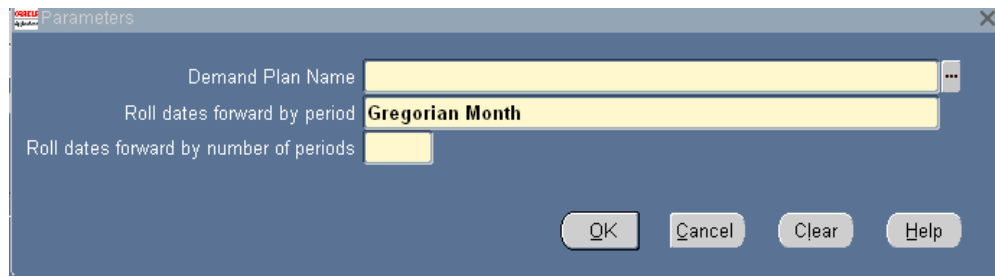 ORACLE
Parameters
Demand Plan Name
...
Roll dates forward by period Gregorian Month
Roll dates forward by number of periods
OK Cancel Clear Help